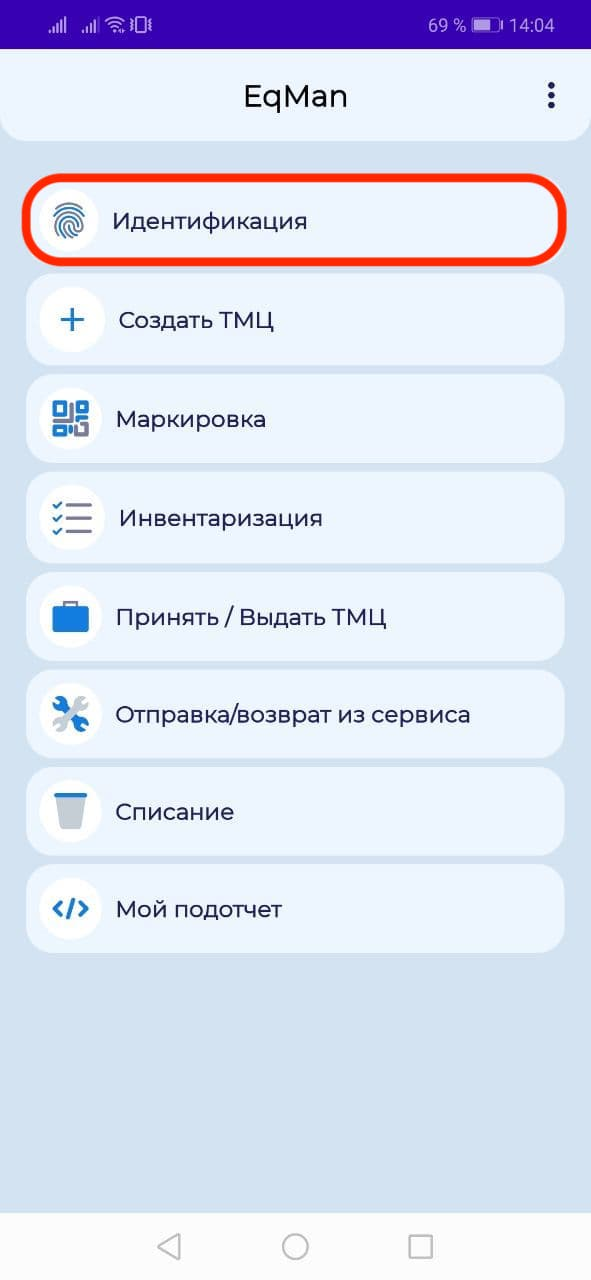 69 % 14:04
EqMan
Идентификация
Создать ТМЦ
Маркировка
Инвентаризация
Принять / Выдать ТМЦ
Отправка/возврат из сервиса
Списание
Мой подотчет